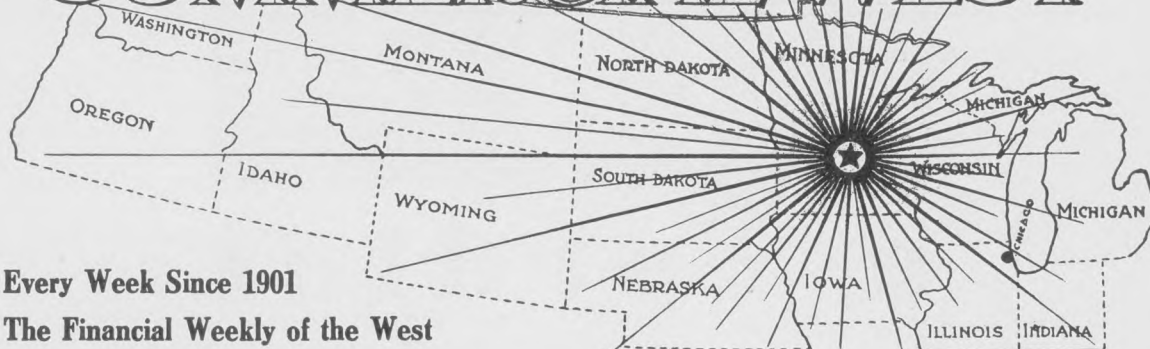 WASHINGTON
MONTANA
NORTH DAKOTA
MINNESOTA
MICHIGAN
OREGON
IDAHO
SOUTH DAKOTA
WISCONSIN
WYOMING
MICHIGAN
CHICAGO
Every Week Since 1901
NEBRASKA
IOWA
The Financial Weekly of the West
ILLINOIS
INDIANA